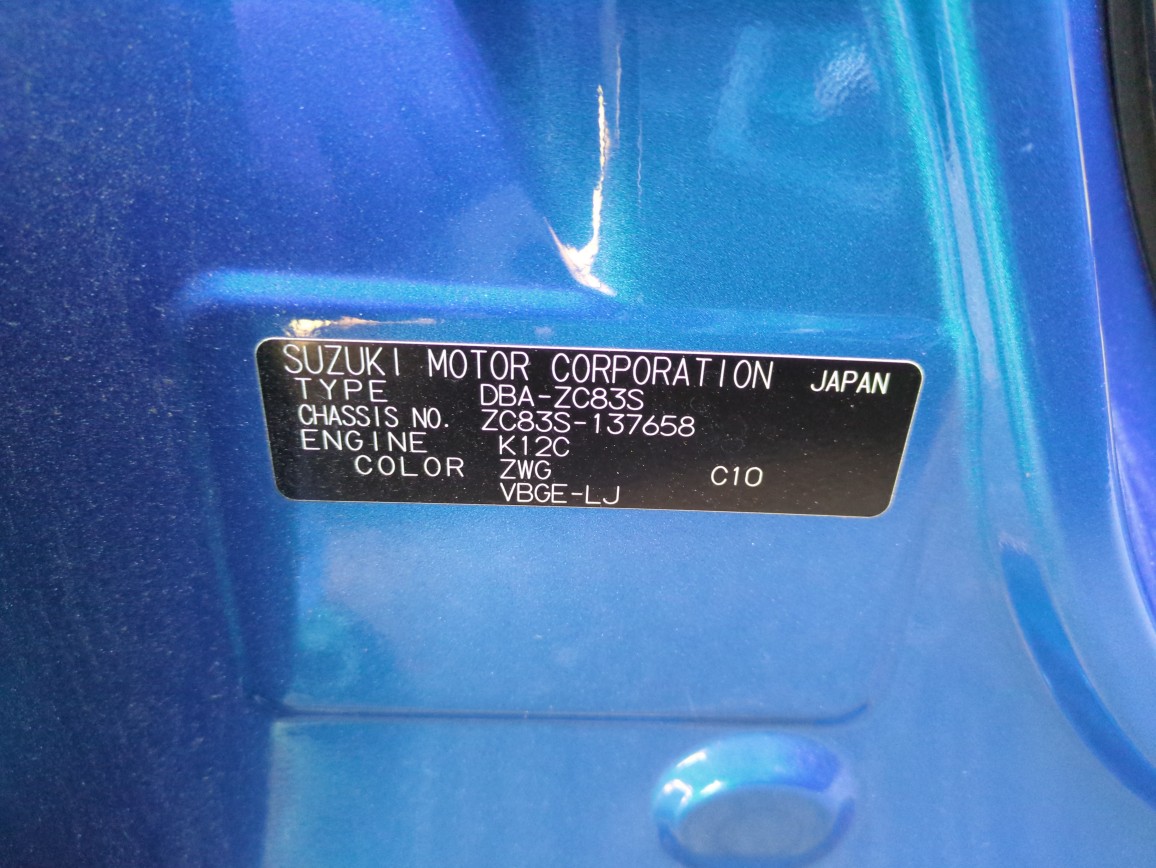 SUZUKI MOTOR CORPORATION JAPAN
TYPE DBA-ZC83S
CHASSIS NO. ZC83S-137658
ENGINE K12C
COLOR ZWG C10
VBGE-LJ